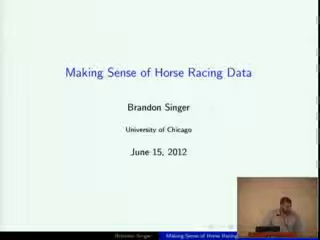 Making Sense of Horse Racing Data
Brandon Singer
University of Chicago
June 15, 2012
Brandon Singer Making Sense of Horse Racing